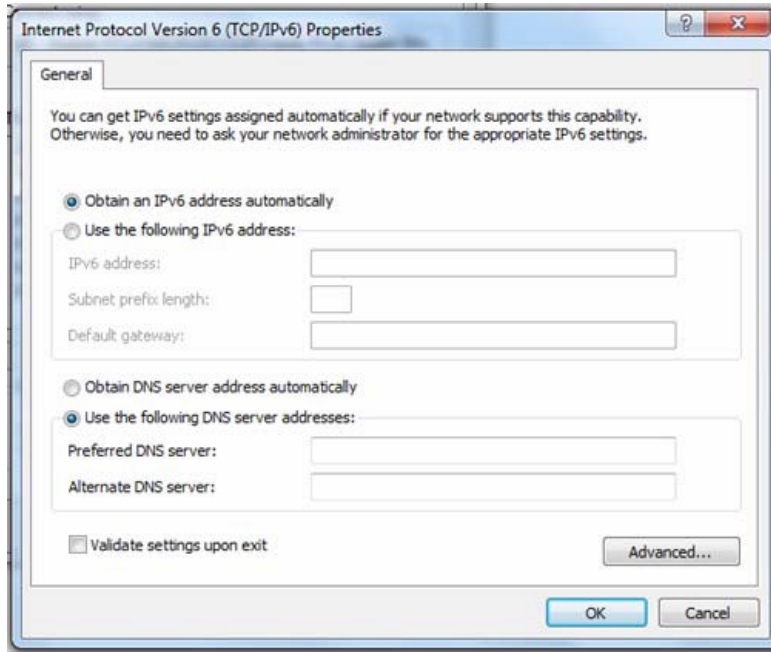 Internet Protocol Version 6 (TCP/IPv6) Properties
General
You can get IPv6 settings assigned automatically if your network supports this capability.
Otherwise, you need to ask your network administrator for the appropriate IPv6 settings.
Obtain an IPv6 address automatically
Use the following IPv6 address:
IPv6 address:
Subnet prefix length:
Default gateway:
Obtain DNS server address automatically
Use the following DNS server addresses:
Preferred DNS server:
Alternate DNS server:
Validate settings upon exit
Advanced...
OK
Cancel